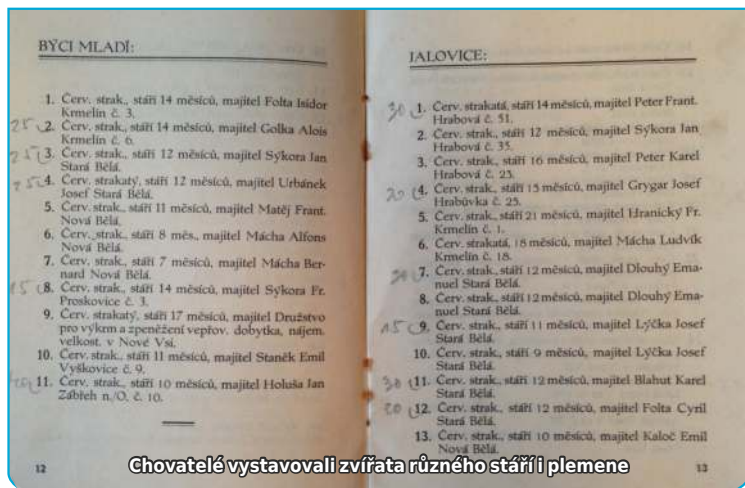 BÝCI MLADÍ:
1. Červ. strak., stáří 14 měsíců, majitel Folta Isidor
Krmelín č. 3.
25 2. Červ. strak., stáří 14 měsíců, majitel Golka Alois
Krmelín č. 6.
25 3. Červ. strak., stáří 12 měsíců, majitel Sýkora Jan
Stará Bělá.
25 4. Červ. strakatý, stáří 12 měsíců, majitel Urbánek
Josef Stará Bělá.
5. Červ. strak., stáří 11 měsíců, majitel Matěj Frant.
Nová Bělá.
6. Červ. strak., stáří 8 měs., majitel Mácha Alfons
Nová Bělá.
7. Červ. strak., stáří 7 měsíců, majitel Mácha Ber-
nard Nová Bělá.
15 8. Červ. strak., stáří 14 měsíců, majitel Sýkora Fr.
Proskovice č. 3.
9. Červ. strakatý, stáří 17 měsíců, majitel Družstvo
pro výkrm a zpeněžení vepřov. dobytka, nájem.
velkost. v Nové Vsi.
10. Červ. strak., stáří 11 měsíců, majitel Staněk Emil
Vyškovice č. 9.
20 11. Červ. strak., stáří 10 měsíců, majitel Holuša Jan
Zábřeh n./O. č. 10.
12
JALOVICE:
30 1. Červ. strakatá, stáří 14 měsíců, majitel Peter Frant.
Hrabová č. 51.
2. Červ. strak., stáří 12 měsíců, majitel Sýkora Jan
Hrabová č. 35.
3. Červ. strak., stáří 16 měsíců, majitel Peter Karel
Hrabová č. 23.
20 4. Červ. strak., stáří 15 měsíců, majitel Grygar Josef
Hrabůvka č. 25.
5. Červ. strak., stáří 21 měsíců, majitel Hranický Fr.
Krmelín č. 1.
6. Červ. strakatá, 18 měsíců, majitel Mácha Ludvík
Krmelín č. 18.
7. Červ. strak., stáří 12 měsíců, majitel Dlouhý Ema-
nuel Stará Bělá.
8. Červ. strak., stáří 12 měsíců, majitel Dlouhý Ema-
nuel Stará Bělá.
15 9. Červ. strak., stáří 11 měsíců, majitel Lýčka Josef
Stará Bělá.
10. Červ. strak., stáří 9 měsíců, majitel Lýčka Josef
Stará Bělá.
30 11. Červ. strak., stáří 12 měsíců, majitel Blahut Karel
Stará Bělá.
20 12. Červ. strak., stáří 12 měsíců, majitel Folta Cyril
Stará Bělá.
13. Červ. strak., stáří 10 měsíců, majitel Kaloč Emil
Nová Bělá.
13
Chovatelé vystavovali zvířata různého stáří i plemene